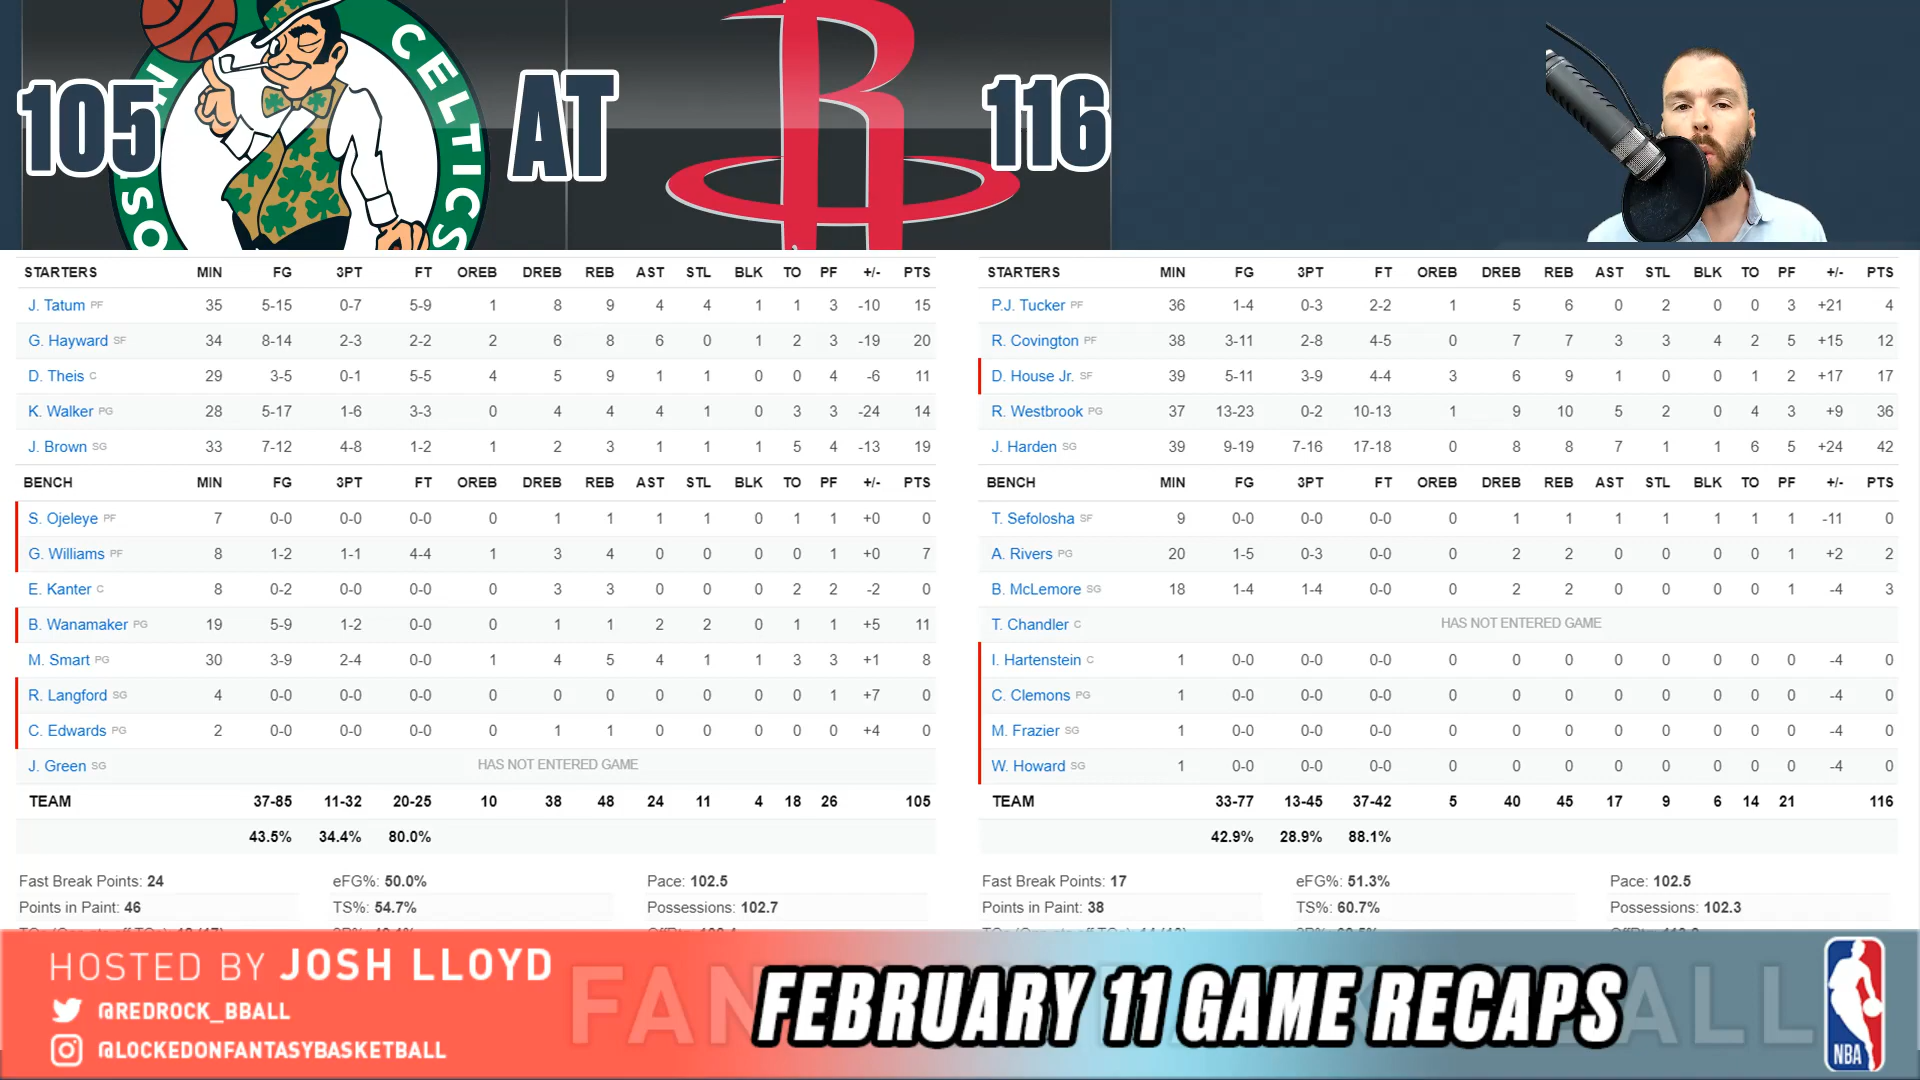 105
CELTICS
AT
R
116
STARTERS MIN FG 3PT FT OREB DREB REB AST STL BLK TO PF +/- PTS
J. Tatum PF 35 5-15 0-7 5-9 1 8 9 4 4 1 1 3 -10 15
G. Hayward SF 34 8-14 2-3 2-2 2 6 8 6 0 1 2 3 -19 20
D. Theis C 29 3-5 0-1 5-5 4 5 9 1 1 0 0 4 -6 11
K. Walker PG 28 5-17 1-6 3-3 0 4 4 4 1 0 3 3 -24 14
J. Brown SG 33 7-12 4-8 1-2 1 2 3 1 1 1 5 4 -13 19
BENCH MIN FG 3PT FT OREB DREB REB AST STL BLK TO PF +/- PTS
S. Ojeleye PF 7 0-0 0-0 0-0 0 1 1 1 1 0 1 1 +0 0
G. Williams PF 8 1-2 1-1 4-4 1 3 4 0 0 0 0 1 +0 7
E. Kanter C 8 0-2 0-0 0-0 0 3 3 0 0 0 2 2 -2 0
B. Wanamaker PG 19 5-9 1-2 0-0 0 1 1 2 2 0 1 1 +5 11
M. Smart PG 30 3-9 2-4 0-0 1 4 5 4 1 1 3 3 +1 8
R. Langford SG 4 0-0 0-0 0-0 0 0 0 0 0 0 0 1 +7 0
C. Edwards PG 2 0-0 0-0 0-0 0 1 1 0 0 0 0 0 +4 0
J. Green SG HAS NOT ENTERED GAME
TEAM 37-85 11-32 20-25 10 38 48 24 11 4 18 26 105
43.5% 34.4% 80.0%
Fast Break Points: 24 eFG%: 50.0% Pace: 102.5
Points in Paint: 46 TS%: 54.7% Possessions: 102.7
STARTERS MIN FG 3PT FT OREB DREB REB AST STL BLK TO PF +/- PTS
P.J. Tucker PF 36 1-4 0-3 2-2 1 5 6 0 2 0 0 3 +21 4
R. Covington PF 38 3-11 2-8 4-5 0 7 7 3 3 4 2 5 +15 12
D. House Jr. SF 39 5-11 3-9 4-4 3 6 9 1 0 0 1 2 +17 17
R. Westbrook PG 37 13-23 0-2 10-13 1 9 10 5 2 0 4 3 +9 36
J. Harden SG 39 9-19 7-16 17-18 0 8 8 7 1 1 6 5 +24 42
BENCH MIN FG 3PT FT OREB DREB REB AST STL BLK TO PF +/- PTS
T. Sefolosha SF 9 0-0 0-0 0-0 0 1 1 1 1 1 1 1 -11 0
A. Rivers PG 20 1-5 0-3 0-0 0 2 2 0 0 0 0 1 +2 2
B. McLemore SG 18 1-4 1-4 0-0 0 2 2 0 0 0 0 1 -4 3
T. Chandler C HAS NOT ENTERED GAME
I. Hartenstein C 1 0-0 0-0 0-0 0 0 0 0 0 0 0 0 -4 0
C. Clemons PG 1 0-0 0-0 0-0 0 0 0 0 0 0 0 0 -4 0
M. Frazier SG 1 0-0 0-0 0-0 0 0 0 0 0 0 0 0 -4 0
W. Howard SG 1 0-0 0-0 0-0 0 0 0 0 0 0 0 0 -4 0
TEAM 33-77 13-45 37-42 5 40 45 17 9 6 14 21 116
42.9% 28.9% 88.1%
Fast Break Points: 17 eFG%: 51.3% Pace: 102.5
Points in Paint: 38 TS%: 60.7% Possessions: 102.3
HOSTED BY JOSH LLOYD
@REDROCK_BBALL
@LOCKEDONFANTASYBASKETBALL
FEBRUARY 11 GAME RECAPS
NBA